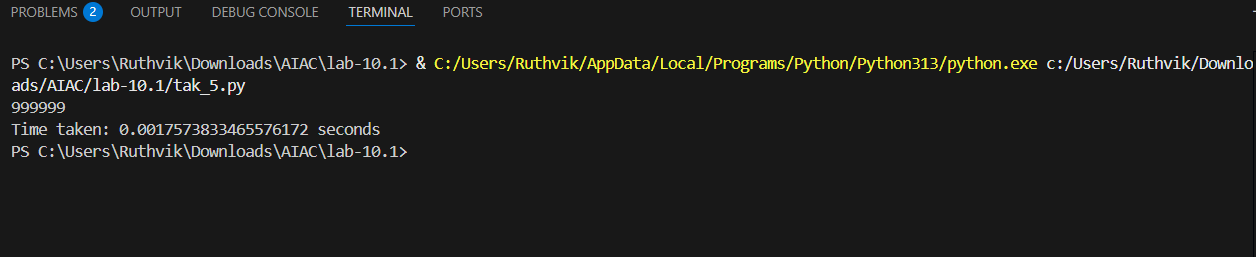 PROBLEMS 2 OUTPUT DEBUG CONSOLE TERMINAL PORTS
PS C:\Users\Ruthvik\Downloads\AIAC\lab-10.1> & C:/Users/Ruthvik/AppData/Local/Programs/Python/Python313/python.exe c:/Users/Ruthvik/Downlo
ads/AIAC/lab-10.1/tak_5.py
999999
Time taken: 0.0017573833465576172 seconds
PS C:\Users\Ruthvik\Downloads\AIAC\lab-10.1>